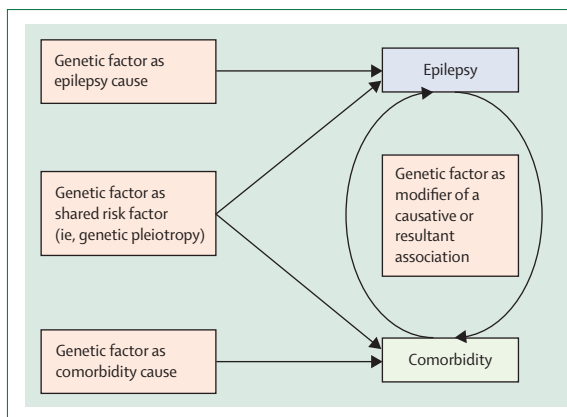 Genetic factor as
epilepsy cause
Epilepsy
Genetic factor as
shared risk factor
(ie, genetic pleiotropy)
Genetic factor as
modifier of a
causative or
resultant
association
Genetic factor as
comorbidity cause
Comorbidity